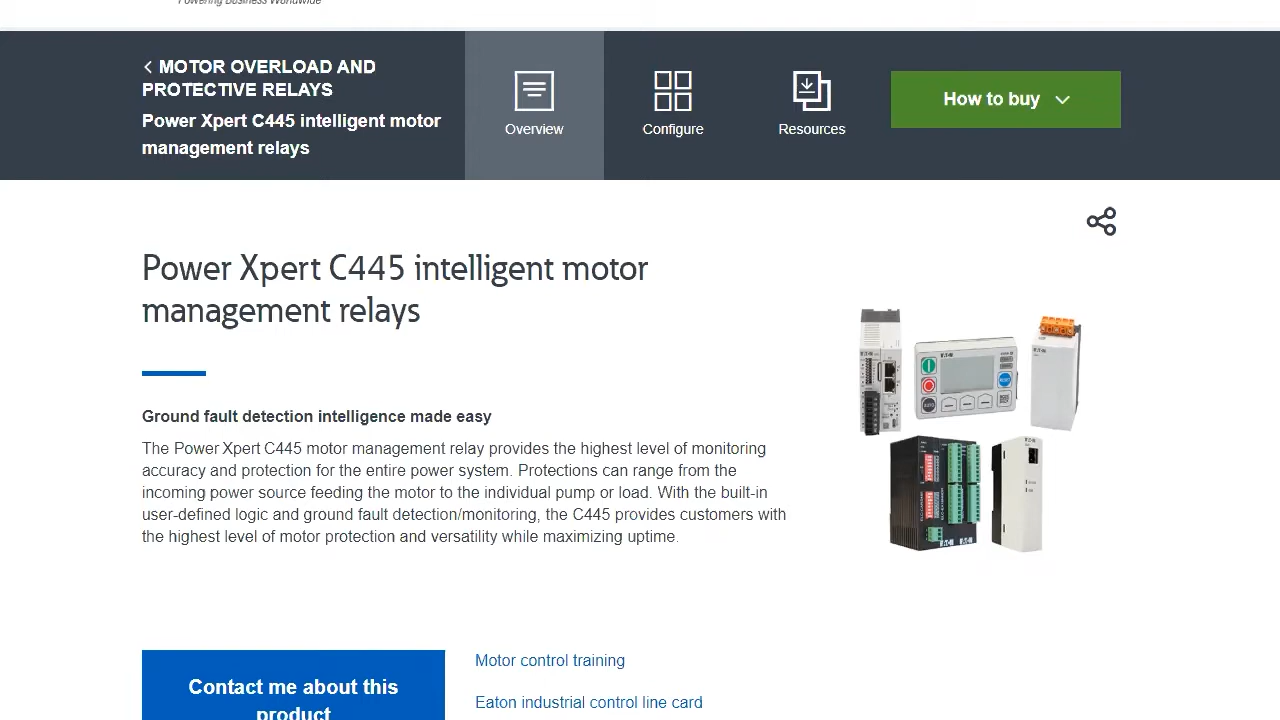 Powering Business Worldwide
< MOTOR OVERLOAD AND
PROTECTIVE RELAYS
Power Xpert C445 intelligent motor
management relays
Overview
Configure
Resources
How to buy
Power Xpert C445 intelligent motor
management relays
Ground fault detection intelligence made easy
The Power Xpert C445 motor management relay provides the highest level of monitoring
accuracy and protection for the entire power system. Protections can range from the
incoming power source feeding the motor to the individual pump or load. With the built-in
user-defined logic and ground fault detection/monitoring, the C445 provides customers with
the highest level of motor protection and versatility while maximizing uptime.
Contact me about this
product
Motor control training
Eaton industrial control line card